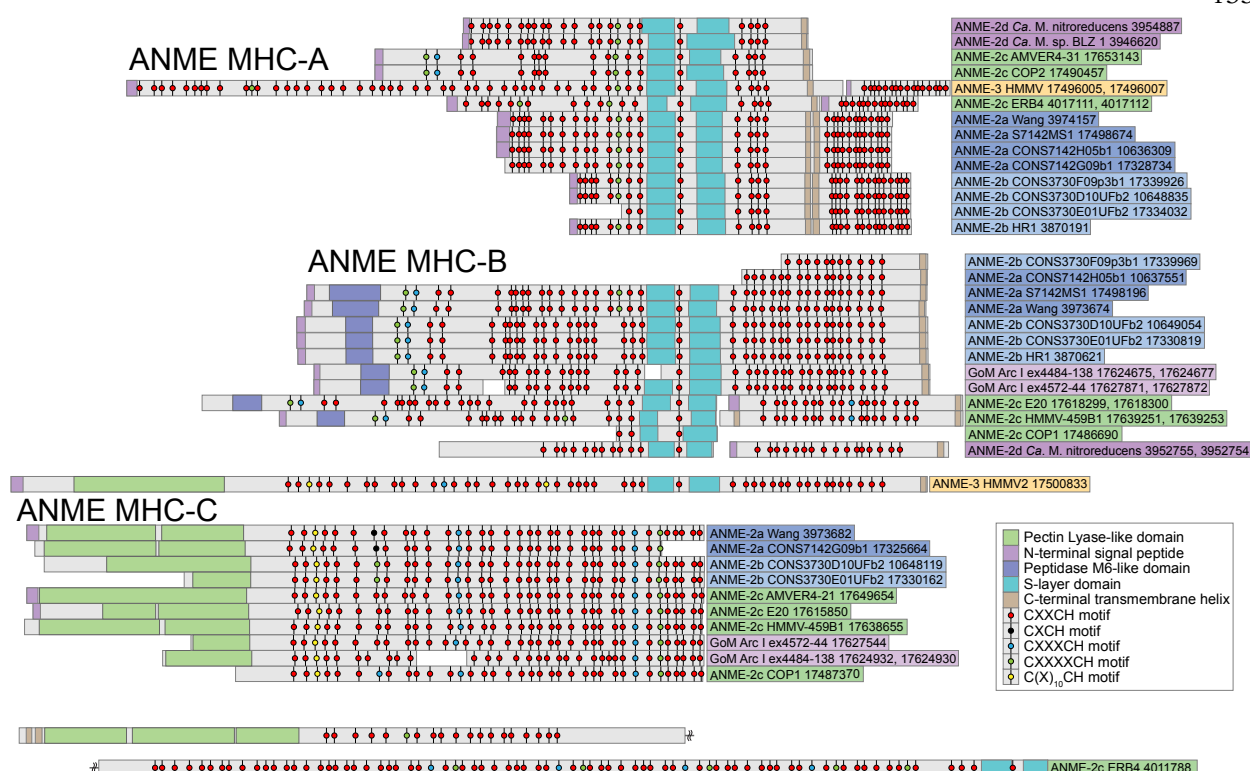 ANME MHC-A
ANME-2d Ca. M. nitroreducens 3954887
ANME-2d Ca. M. sp. BLZ 1 3946620
ANME-2c AMVER4-31 17653143
ANME-2c COP2 17490457
ANME-3 HMMV 17496005, 17496007
ANME-2c ERB4 4017111, 4017112
ANME-2a Wang 3974157
ANME-2a S7142MS1 17498674
ANME-2a CONS7142H05b1 10636309
ANME-2a CONS7142G09b1 17328734
ANME-2b CONS3730F09p3b1 17339926
ANME-2b CONS3730D10UFb2 10648835
ANME-2b CONS3730E01UFb2 17334032
ANME-2b HR1 3870191
ANME MHC-B
ANME-2b CONS3730F09p3b1 17339969
ANME-2a CONS7142H05b1 10637551
ANME-2a S7142MS1 17498196
ANME-2a Wang 3973674
ANME-2b CONS3730D10UFb2 10649054
ANME-2b CONS3730E01UFb2 17330819
ANME-2b HR1 3870621
GoM Arc I ex4484-138 17624675, 17624677
GoM Arc I ex4572-44 17627871, 17627872
ANME-2c E20 17618299, 17618300
ANME-2c HMMV-459B1 17639251, 17639253
ANME-2c COP1 17486690
ANME-2d Ca. M. nitroreducens 3952755, 3952754
ANME-3 HMMV2 17500833
ANME MHC-C
ANME-2a Wang 3973682
ANME-2a CONS7142G09b1 17325664
ANME-2b CONS3730D10UFb2 10648119
ANME-2b CONS3730E01UFb2 17330162
ANME-2c AMVER4-21 17649654
ANME-2c E20 17615850
ANME-2c HMMV-459B1 17638655
GoM Arc I ex4572-44 17627544
GoM Arc I ex4484-138 17624932, 17624930
ANME-2c COP1 17487370
Pectin Lyase-like domain
N-terminal signal peptide
Peptidase M6-like domain
S-layer domain
C-terminal transmembrane helix
CXXCH motif
CXCH motif
CXXXCH motif
CXXXXCH motif
C(X)₁₀CH motif
ANME-2c ERB4 4011788